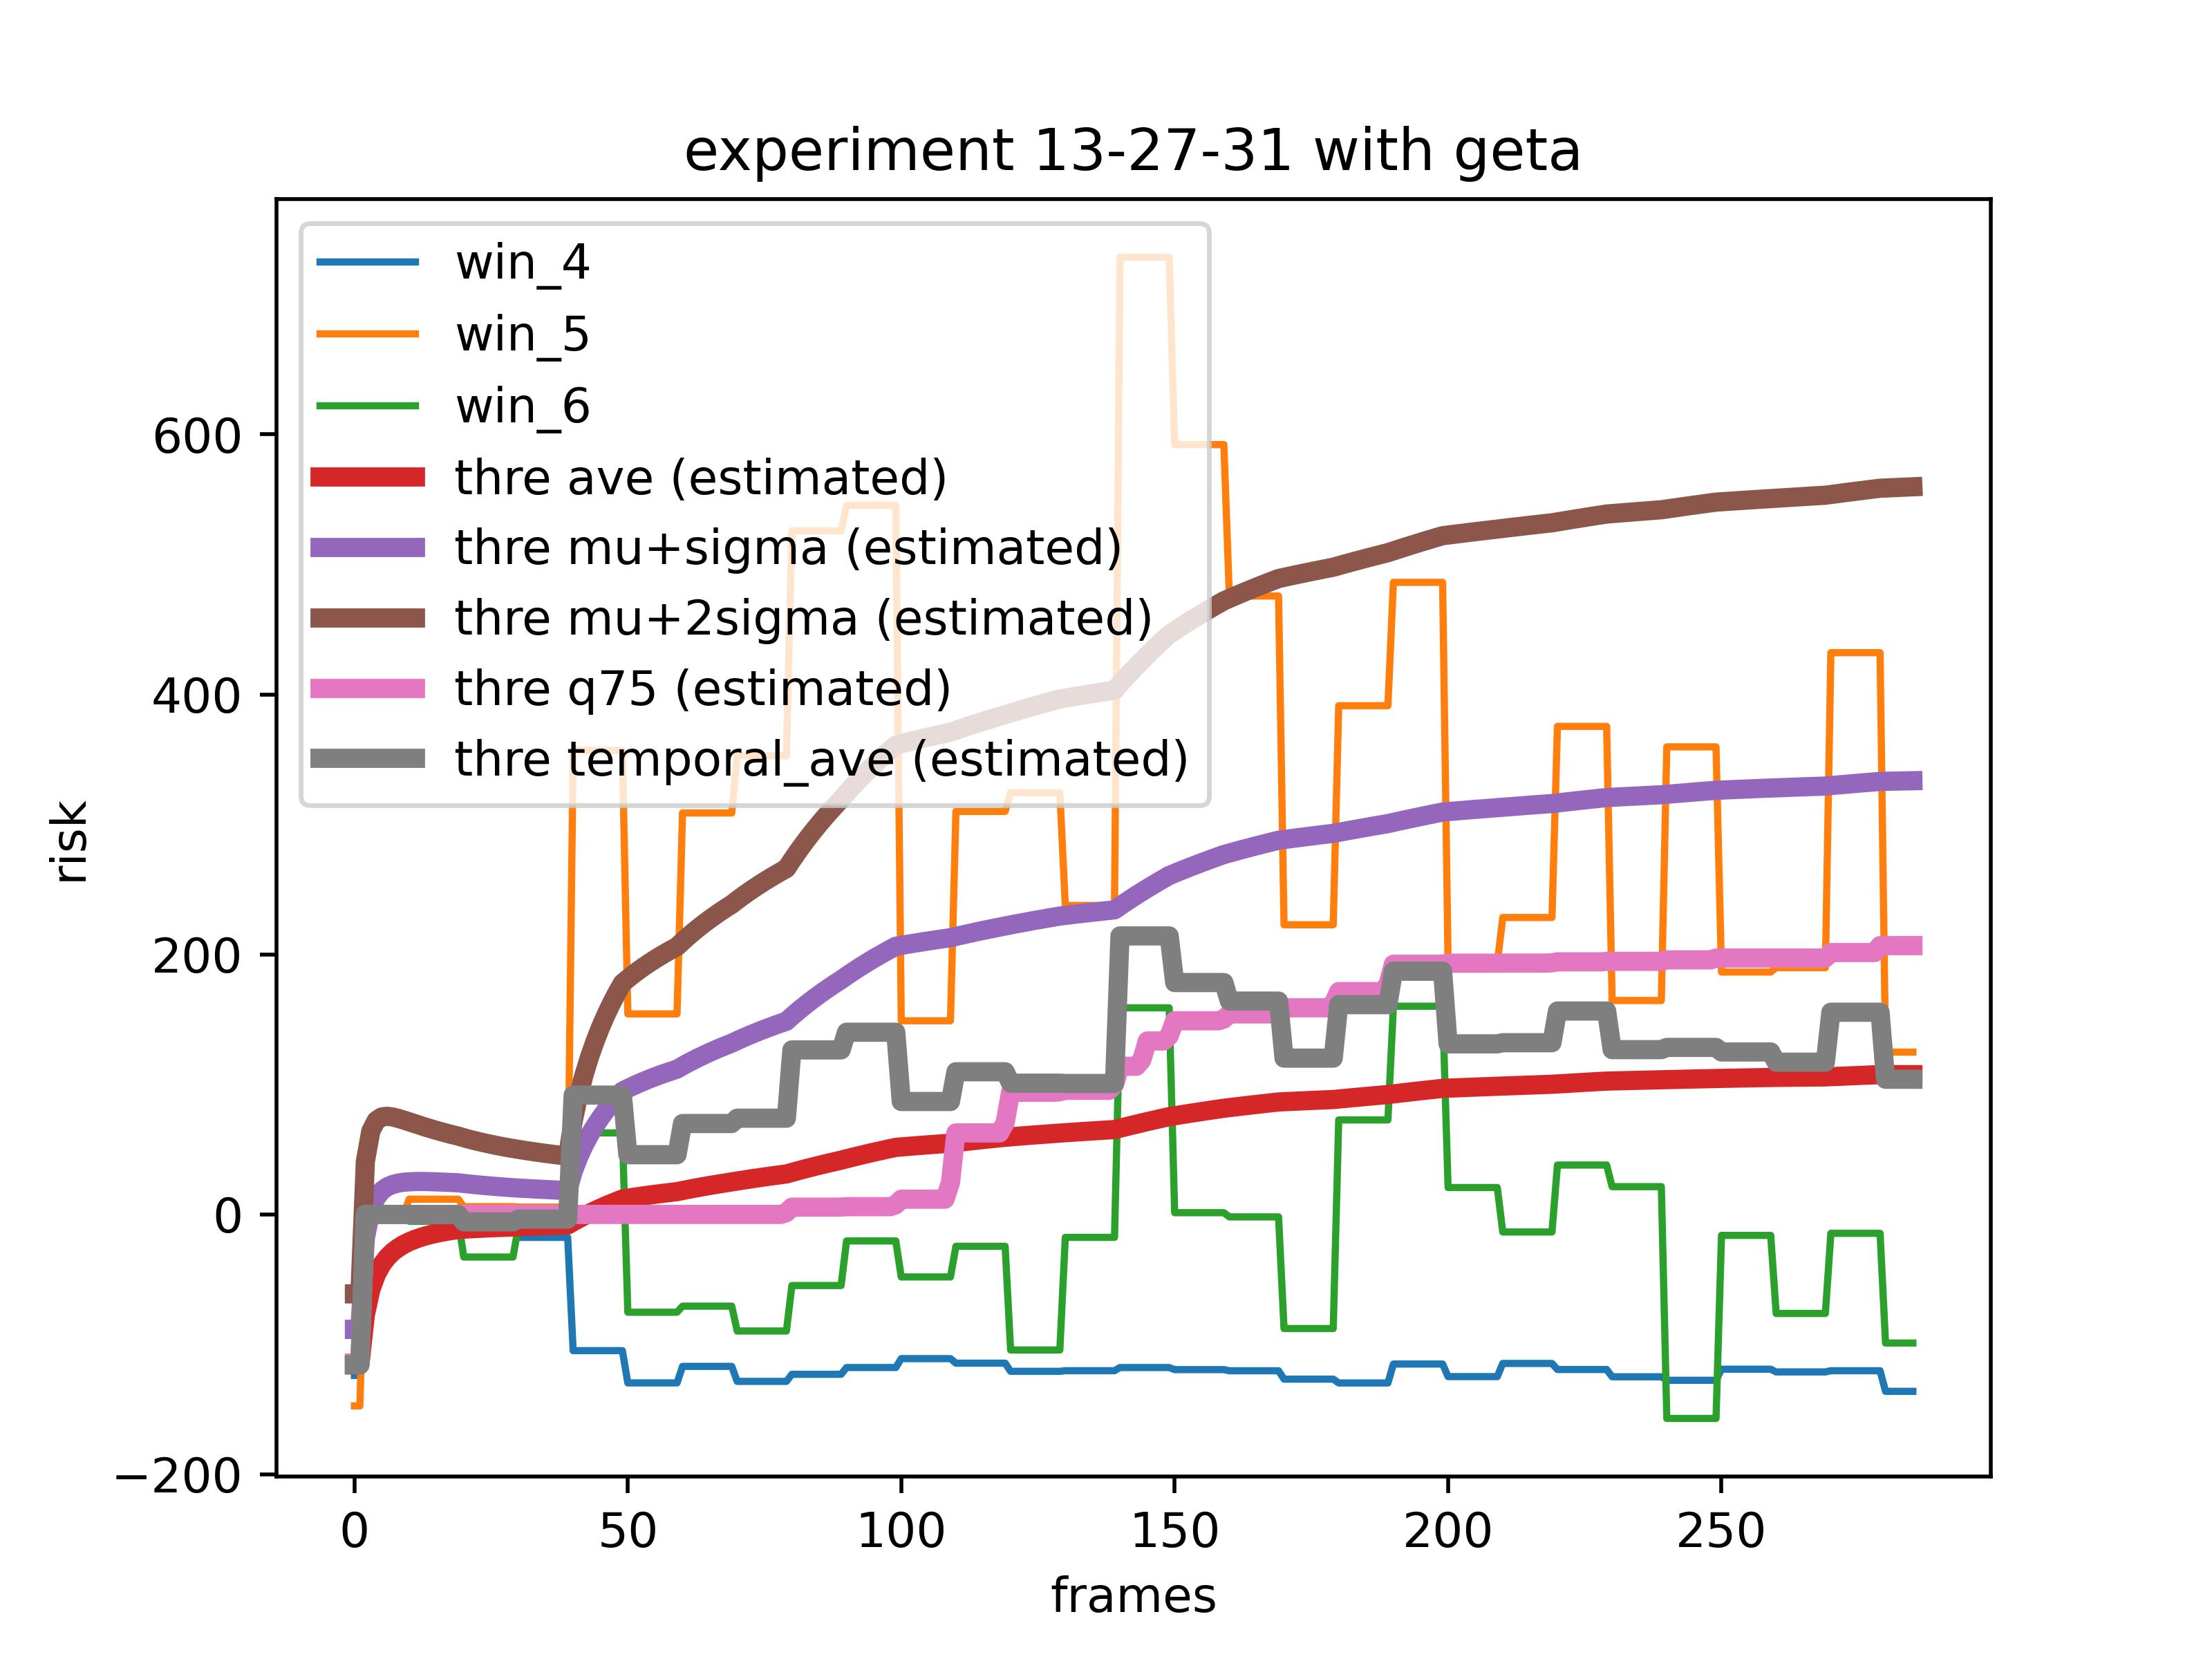 experiment 13-27-31 with geta
win_4
win_5
win_6
thre ave (estimated)
thre mu+sigma (estimated)
thre mu+2sigma (estimated)
thre q75 (estimated)
thre temporal_ave (estimated)
risk
600
400
200
0
−200
0 50 100 150 200 250
frames